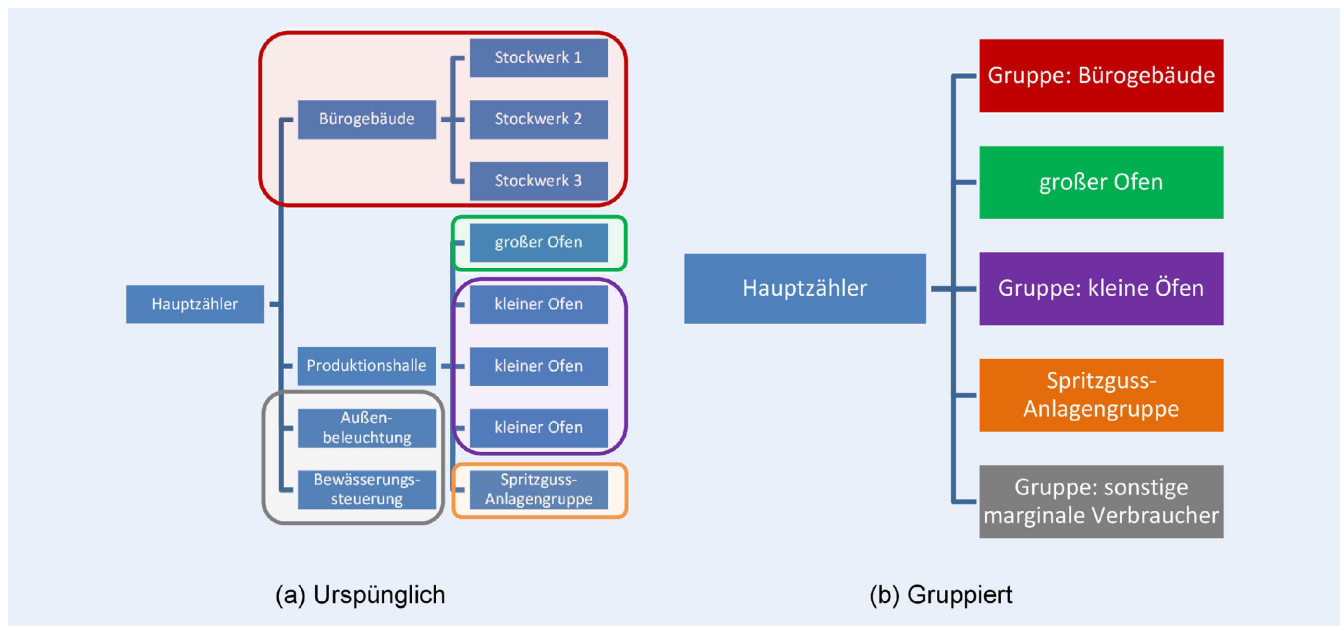 Stockwerk 1
Bürogebäude
Stockwerk 2
Stockwerk 3
großer Ofen
Hauptzähler
kleiner Ofen
Produktionshalle
kleiner Ofen
Außen-
beleuchtung
kleiner Ofen
Bewässerungs-
steuerung
Spritzguss-
Anlagengruppe
(a) Urspünglich
Gruppe: Bürogebäude
großer Ofen
Hauptzähler
Gruppe: kleine Öfen
Spritzguss-
Anlagengruppe
Gruppe: sonstige
marginale Verbraucher
(b) Gruppiert